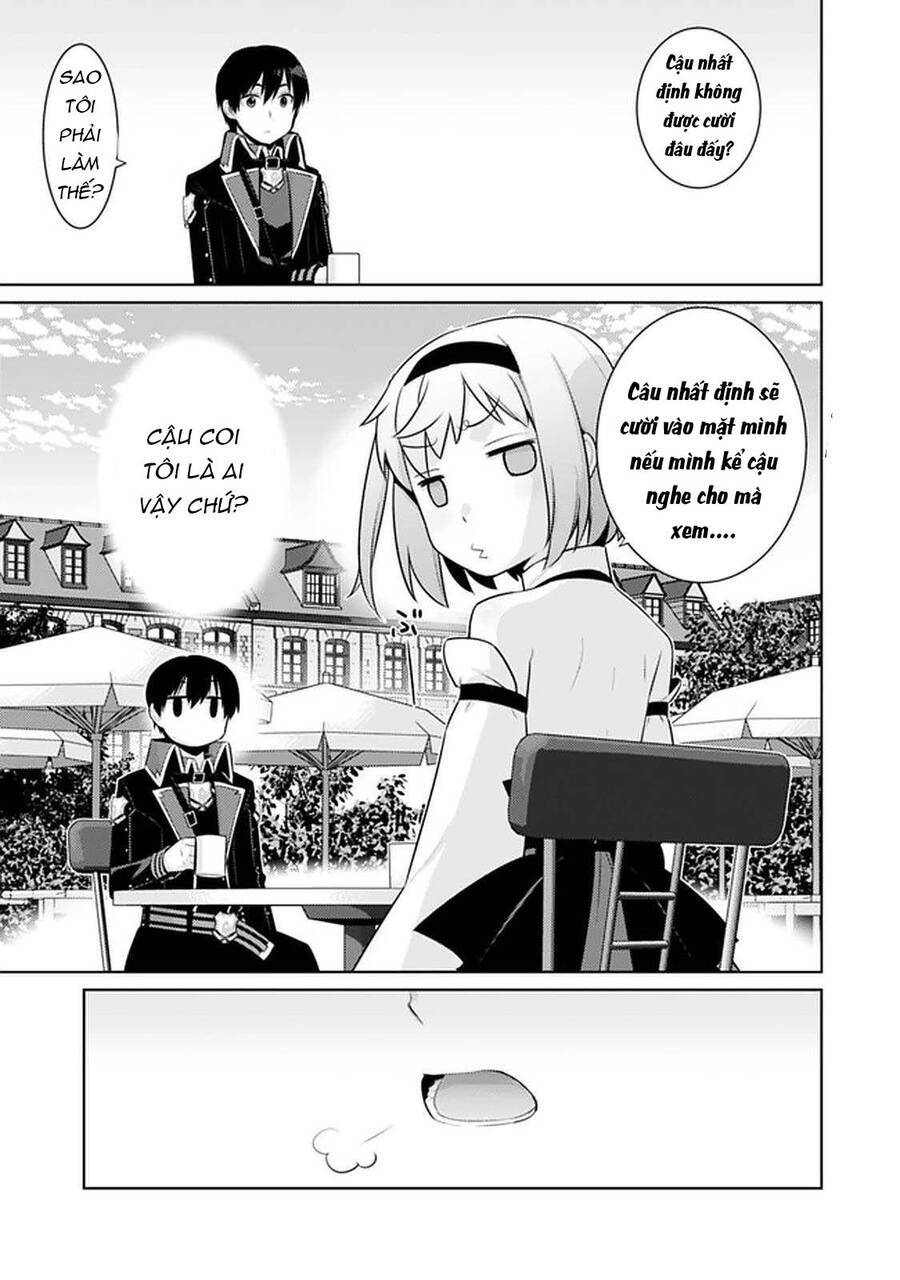 Cậu nhất
định không
được cười
đâu đấy?
SAO
TÔI
PHẢI
LÀM
THẾ?
Câu nhất định sẽ
cười vào mặt mình
nếu mình kể cậu
nghe cho mà
xem....
CẬU COI
TÔI LÀ AI
VẬY CHỨ?